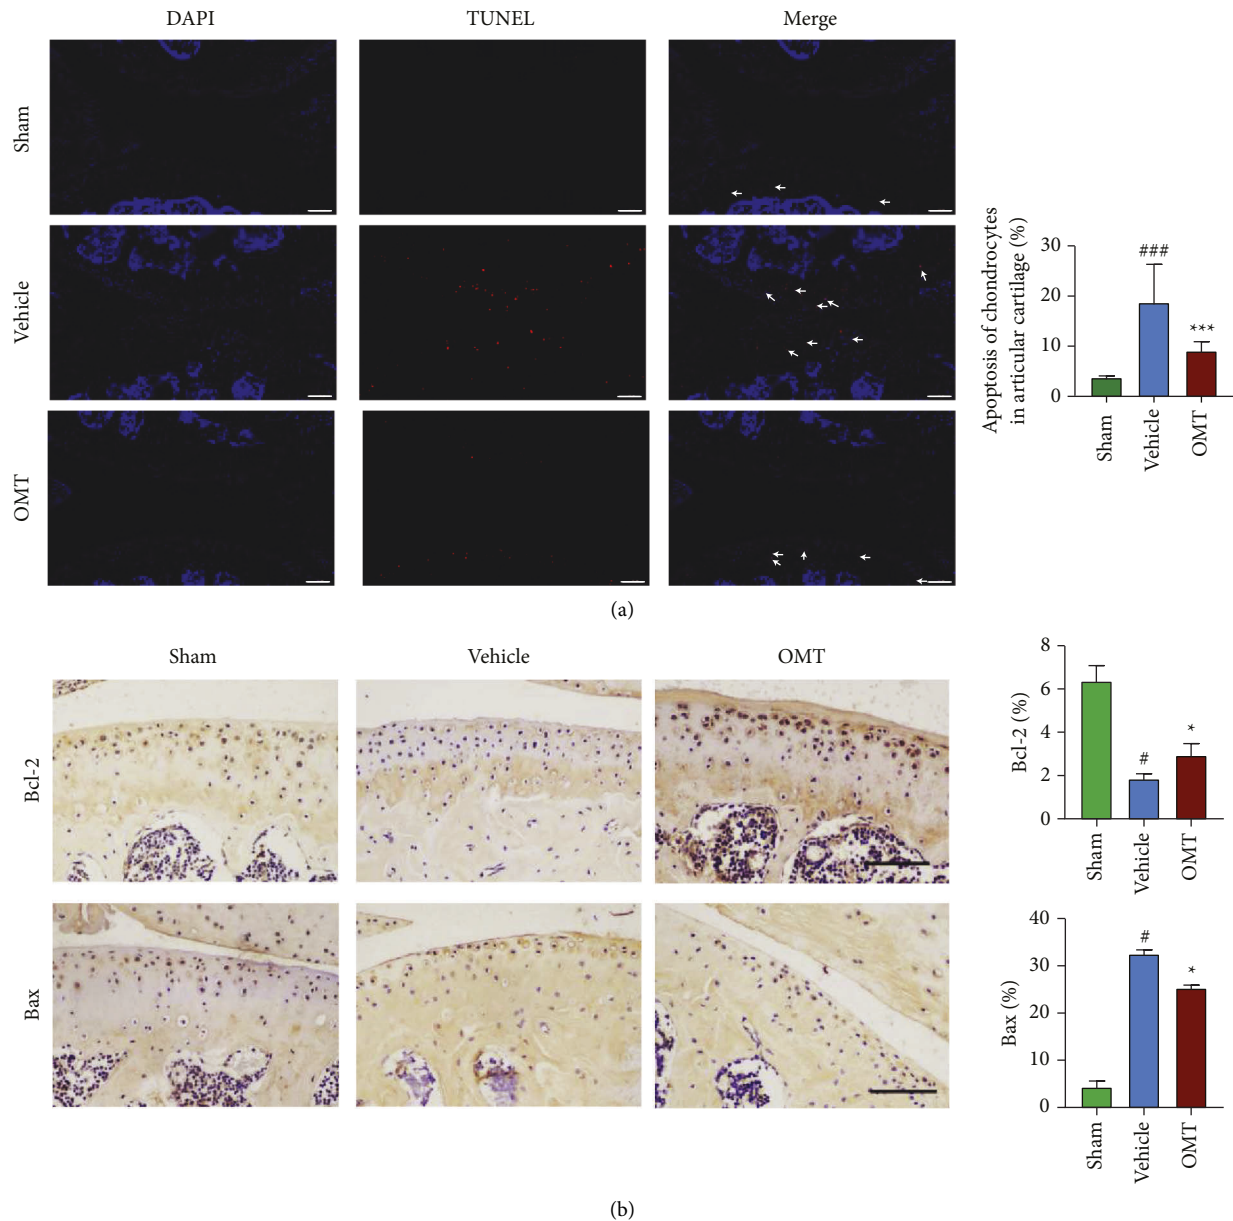 DAPI TUNEL Merge
Sham
Vehicle
OMT
Apoptosis of chondrocytes
in articular cartilage (%)
30
20
10
0
###
***
Sham Vehicle OMT
(a)
Sham Vehicle OMT
Bcl-2
Bax
Bcl-2 (%)
8
6
4
2
0
#
*
Sham Vehicle OMT
Bax (%)
40
30
20
10
0
#
*
Sham Vehicle OMT
(b)